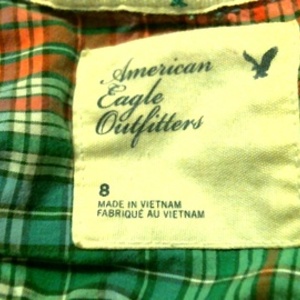 American
Eagle
Outfitters
8
MADE IN VIETNAM
FABRIQUÉ AU VIETNAM